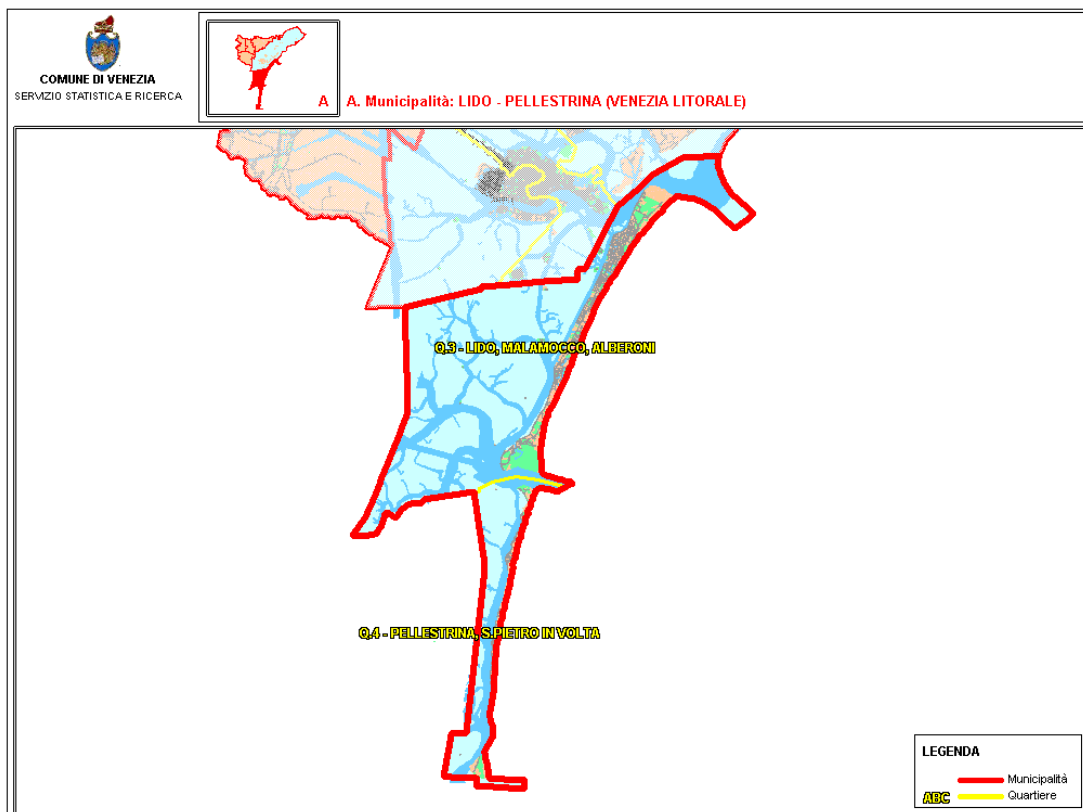 COMUNE DI VENEZIA
SERVIZIO STATISTICA E RICERCA
A
A. Municipalità: LIDO - PELLESTRINA (VENEZIA LITORALE)
Q.3 - LIDO, MALAMOCCO, ALBERONI
Q.4 - PELLESTRINA, S.PIETRO IN VOLTA
LEGENDA
Municipalità
ABC Quartiere